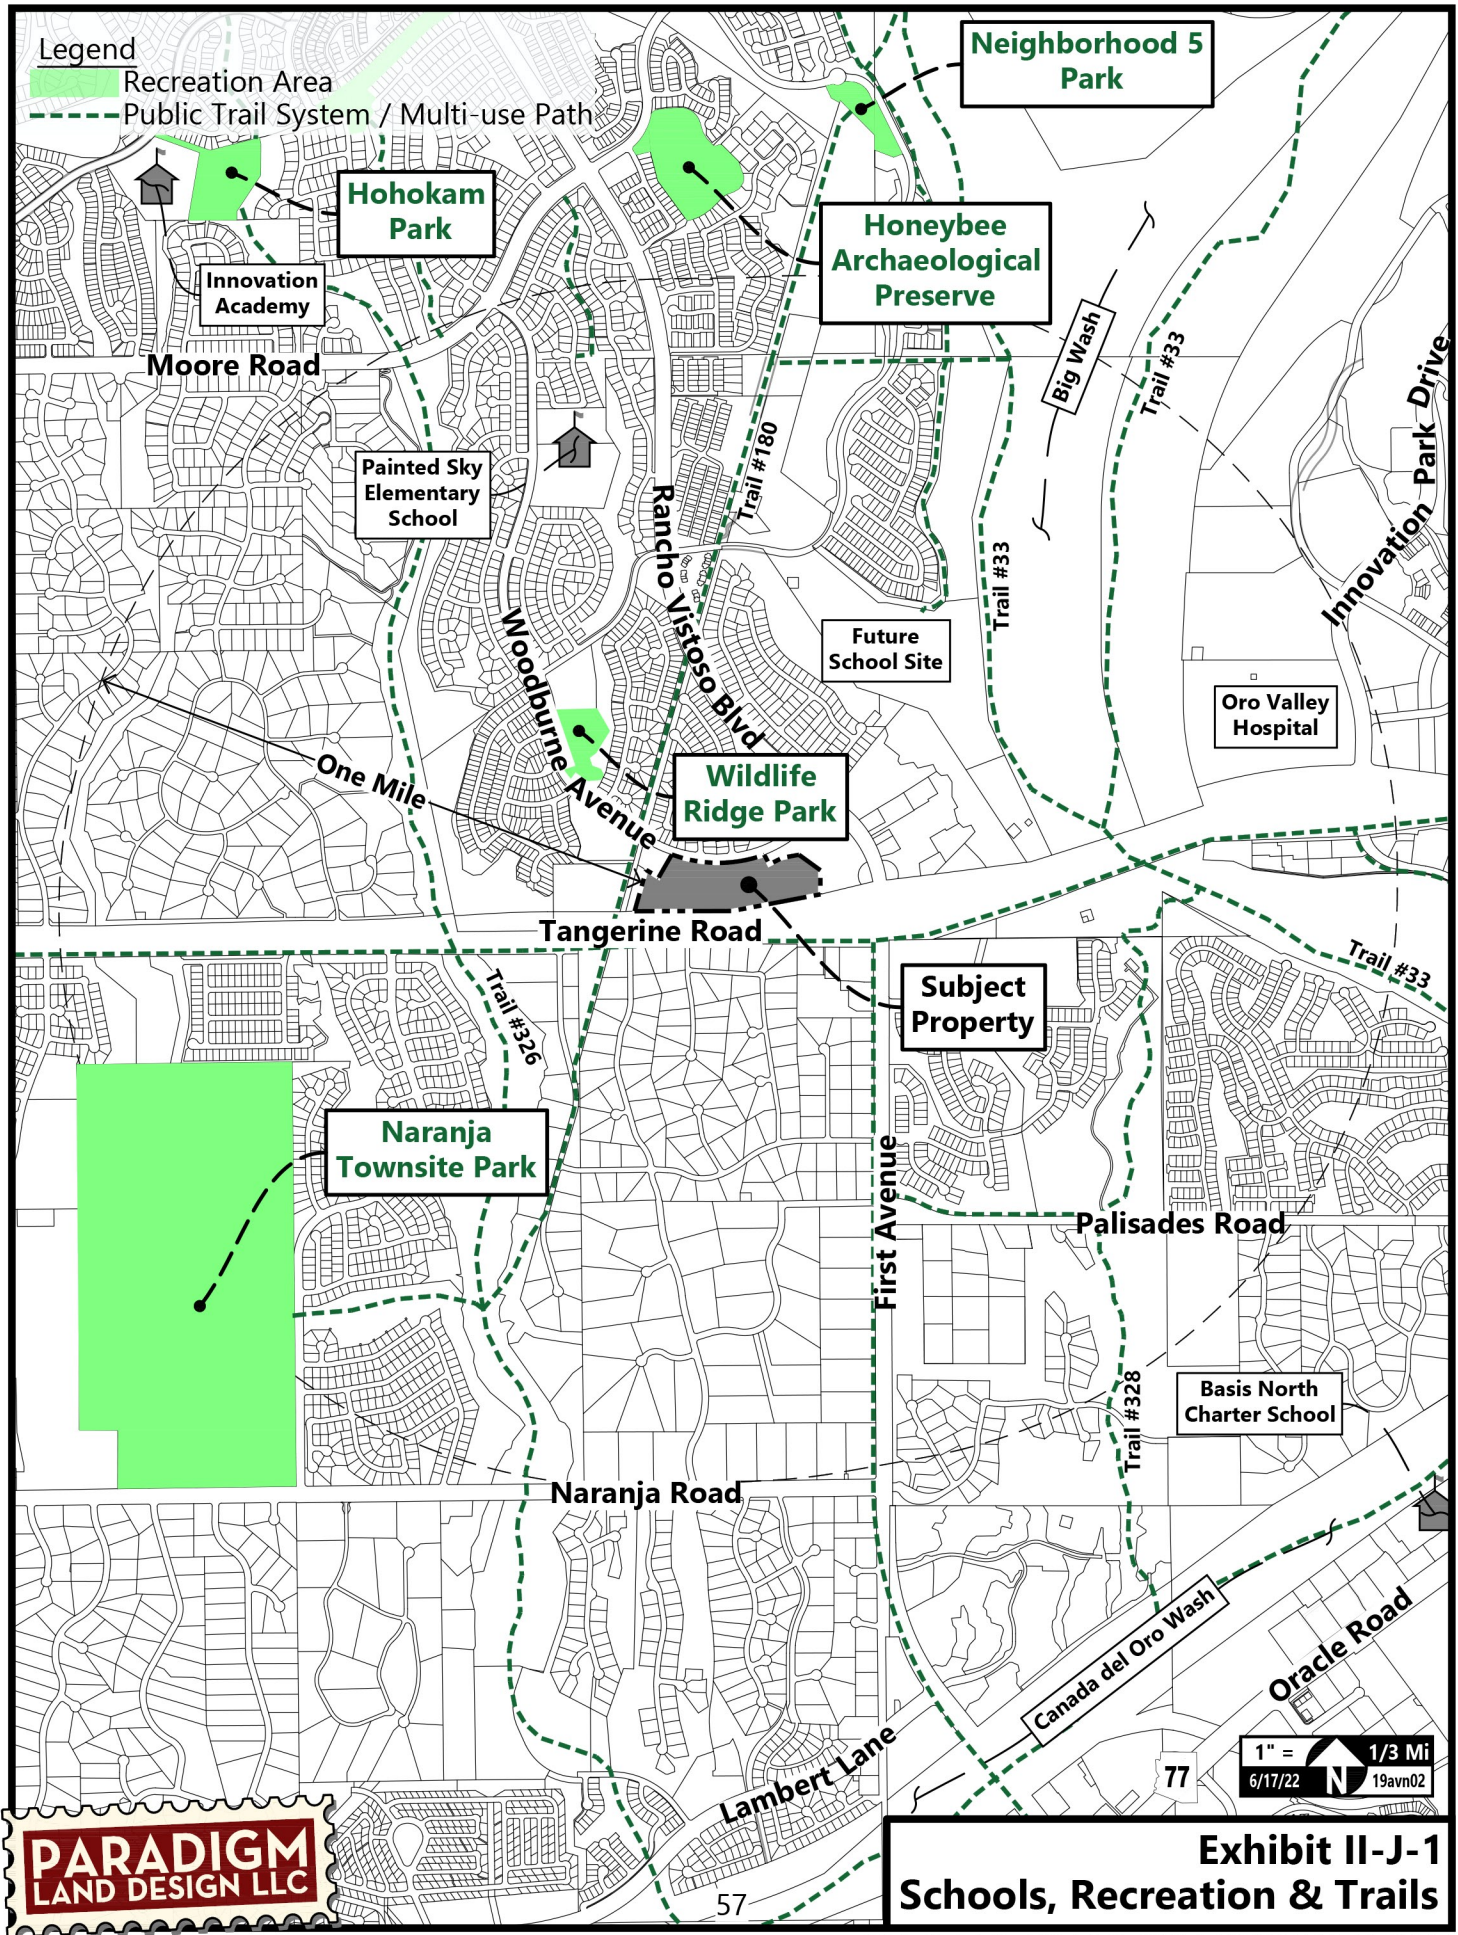 Legend
Recreation Area
Public Trail System / Multi-use Path
Neighborhood 5
Park
Hohokam
Park
Honeybee
Archaeological
Preserve
Innovation
Academy
Moore Road
Big Wash
Trail #33
Innovation Park Drive
Painted Sky
Elementary
School
Trail #180
Rancho Vistoso Blvd
Trail #33
Woodburne Avenue
Future
School Site
Oro Valley
Hospital
One Mile
Wildlife
Ridge Park
Tangerine Road
Trail #326
Subject
Property
Trail #33
Naranja
Townsite Park
First Avenue
Palisades Road
Trail #328
Basis North
Charter School
Naranja Road
Canada del Oro Wash
Oracle Road
Lambert Lane
77
1" = 1/3 Mi
6/17/22 N 19avn02
PARADIGM
LAND DESIGN LLC
57
Exhibit II-J-1
Schools, Recreation & Trails